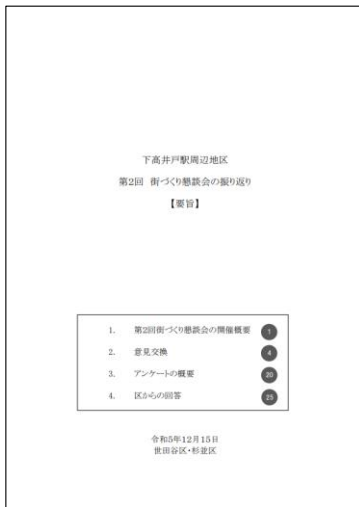 下高井戸駅周辺地区
第2回 街づくり懇談会の振り返り
【要旨】
1. 第2回街づくり懇談会の開催概要 1
2. 意見交換 4
3. アンケートの概要 20
4. 区からの回答 25
令和5年12月15日
世田谷区・杉並区